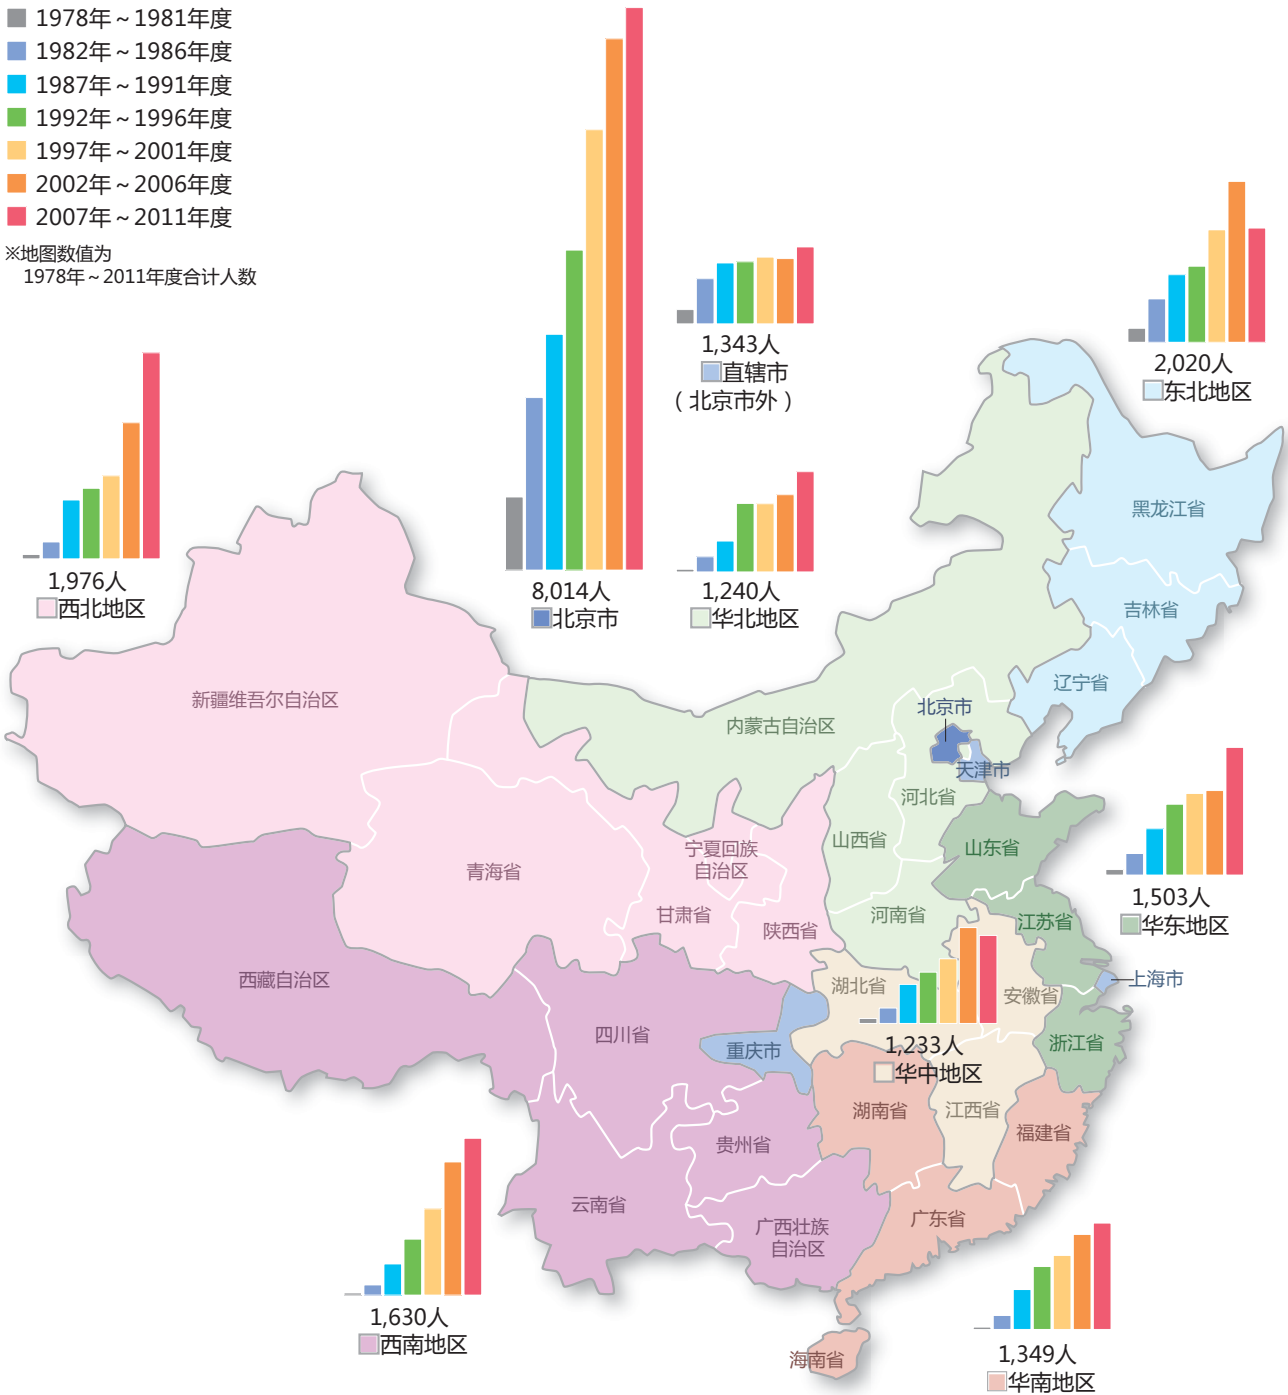 1978年～1981年度
1982年～1986年度
1987年～1991年度
1992年～1996年度
1997年～2001年度
2002年～2006年度
2007年～2011年度
※地图数值为
1978年～2011年度合计人数
1,343人
直辖市
（北京市外）
2,020人
东北地区
1,976人
西北地区
8,014人
北京市
1,240人
华北地区
黑龙江省
吉林省
辽宁省
新疆维吾尔自治区
内蒙古自治区
北京市
天津市
河北省
山西省
山东省
宁夏回族
自治区
青海省
甘肃省
陕西省
河南省
1,503人
华东地区
江苏省
西藏自治区
湖北省
安徽省
上海市
四川省
重庆市
浙江省
1,233人
华中地区
湖南省
江西省
福建省
贵州省
云南省
广西壮族
自治区
广东省
1,630人
西南地区
海南省
1,349人
华南地区